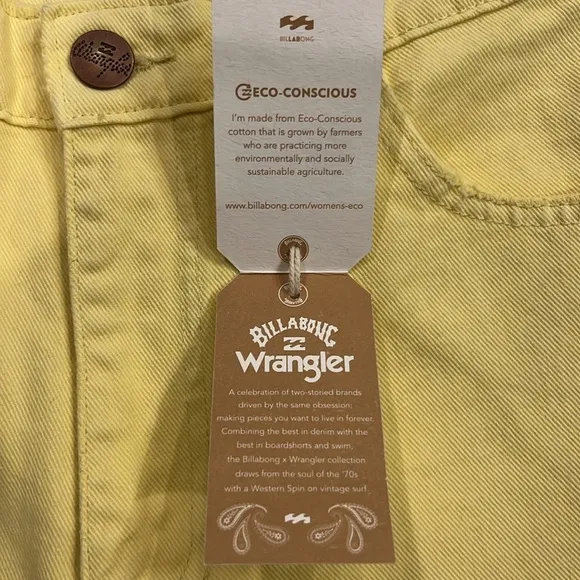 BILLABONG
Wrangler
ECO-CONSCIOUS
I'm made from Eco-Conscious
cotton that is grown by farmers
who are practicing more
environmentally and socially
sustainable agriculture.
www.billabong.com/womens-eco
BILLABONG
Wrangler
A celebration of two-storied brands
driven by the same obsession:
making pieces you want to live in forever.
Combining the best in denim with the
best in boardshorts and swim,
the Billabong x Wrangler collection
draws from the soul of the '70s
with a Western Spin on vintage surf.